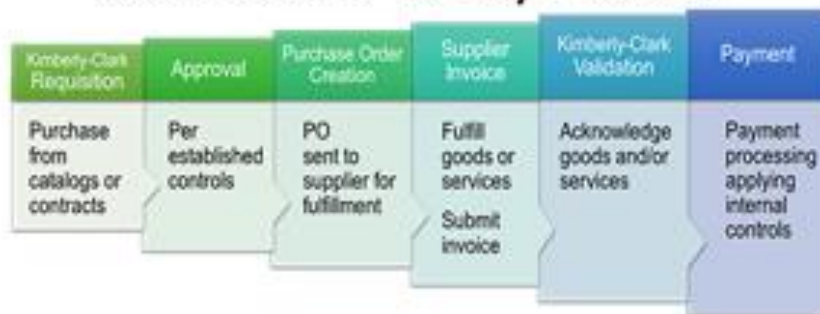 Kimberly-Clark
Requisition
Purchase
from
catalogs or
contracts
Approval
Per
established
controls
Purchase Order
Creation
PO
sent to
supplier for
fulfillment
Supplier
Invoice
Fulfill
goods or
services
Submit
invoice
Kimberly-Clark
Validation
Acknowledge
goods and/or
services
Payment
Payment
processing
applying
internal
controls